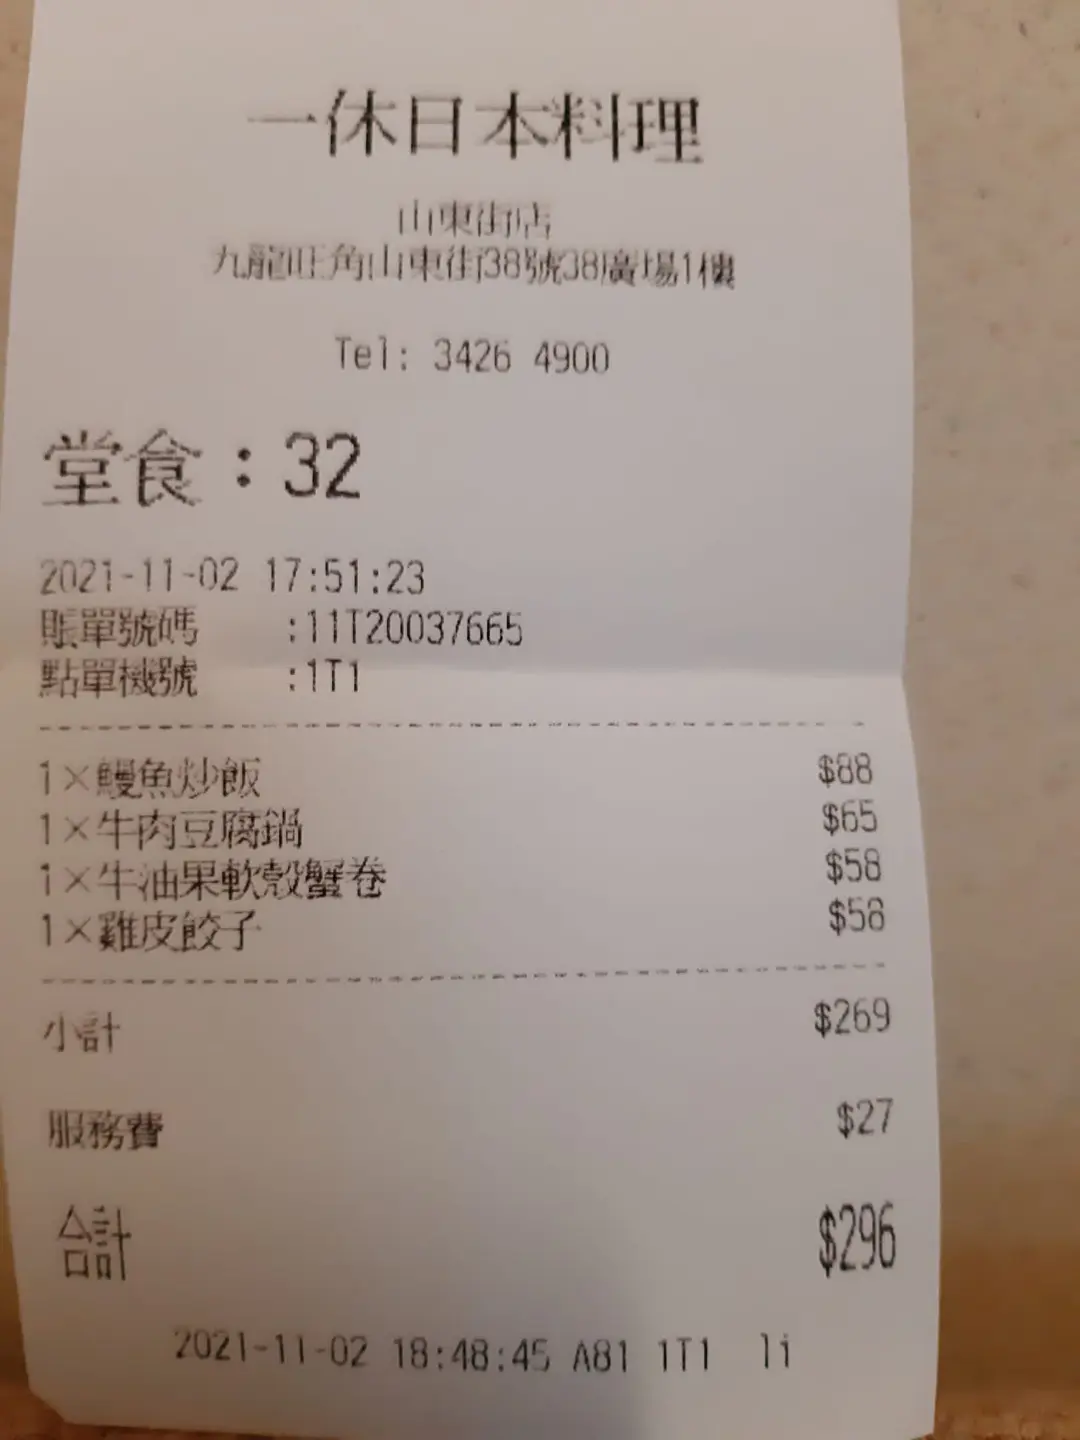 一休日本料理
山東街店
九龍旺角山東街38號38廣場1樓
Tel: 3426 4900
堂食：32
2021-11-02 17:51:23
賬單號碼 :11T20037665
點單機號 :1T1
1×鰻魚炒飯 $88
1×牛肉豆腐鍋 $65
1×牛油果軟殼蟹卷 $58
1×雞皮餃子 $58
小計 $269
服務費 $27
合計 $296
2021-11-02 18:48:45 A81 1T1 li